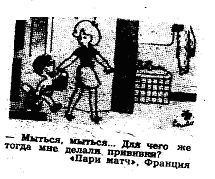 — Мыться, мыться... Для чего же
тогда мне делали прививки?
«Пари матч», Франция